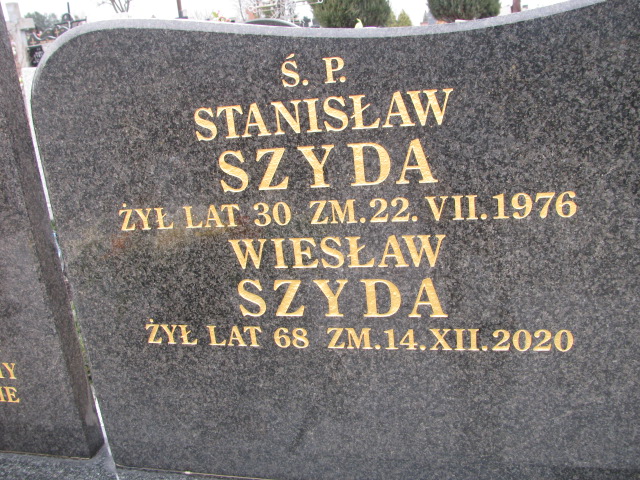 Ś. P.
STANISŁAW
SZYDA
ŻYŁ LAT 30 ZM.22.VII.1976
WIESŁAW
SZYDA
ŻYŁ LAT 68 ZM.14.XII.2020